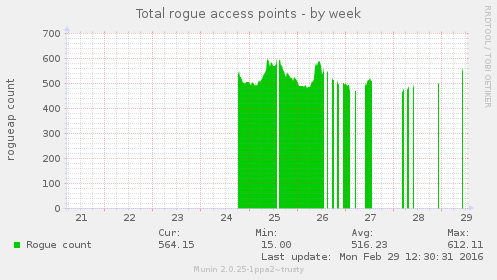 Total rogue access points - by week
RRDTOOL / TOBI OETIKER
rogueap count
700
600
500
400
300
200
100
0
21 22 23 24 25 26 27 28 29
Cur: Min: Avg: Max:
Rogue count 564.15 15.00 516.23 612.11
Last update: Mon Feb 29 12:30:31 2016
Munin 2.0.25-1ppa2~trusty